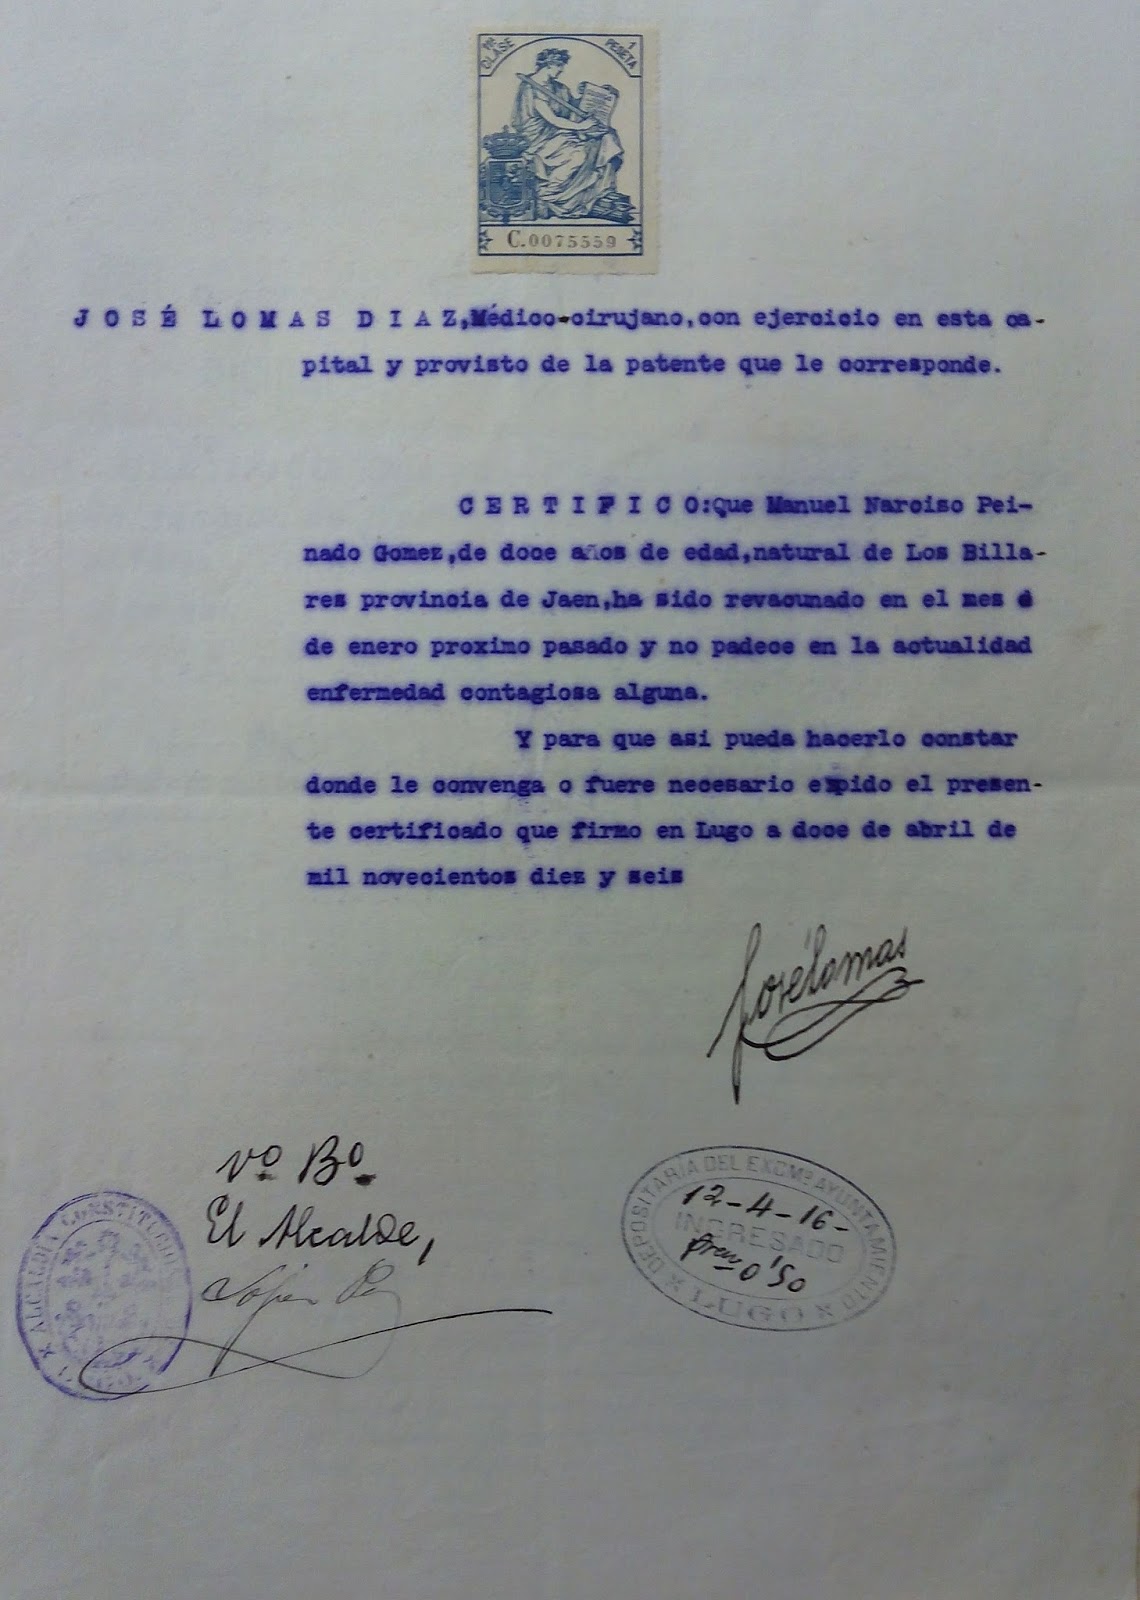 11ª CLASE
1 PESETA
C.0075559
JOSÉ LOMAS DIAZ,Médico-cirujano,con ejercicio en esta ca-
pital y provisto de la patente que le corresponde.
CERTIFICO:Que Manuel Narciso Pei-
nado Gomez,de doce años de edad,natural de Los Billa-
res provincia de Jaen,ha sido revacunado en el mes d
de enero proximo pasado y no padece en la actualidad
enfermedad contagiosa alguna.
Y para que asi pueda hacerlo constar
donde le convenga o fuere necesario expido el presen-
te certificado que firmo en Lugo a doce de abril de
mil novecientos diez y seis
José Lomas
Vº Bº
El Alcalde,
ALCALDIA CONSTITUCIONAL
DEPOSITARIA DEL EXCMº AYUNTAMIENTO
12-4-16-
INGRESADO
0'50
LUGO